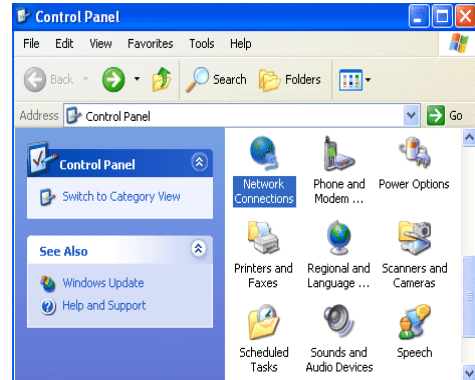 Control Panel
File Edit View Favorites Tools Help
Back Search Folders
Address Control Panel Go
Control Panel
Switch to Category View
See Also
Windows Update
Help and Support
Network Connections
Phone and Modem ...
Power Options
Printers and Faxes
Regional and Language ...
Scanners and Cameras
Scheduled Tasks
Sounds and Audio Devices
Speech